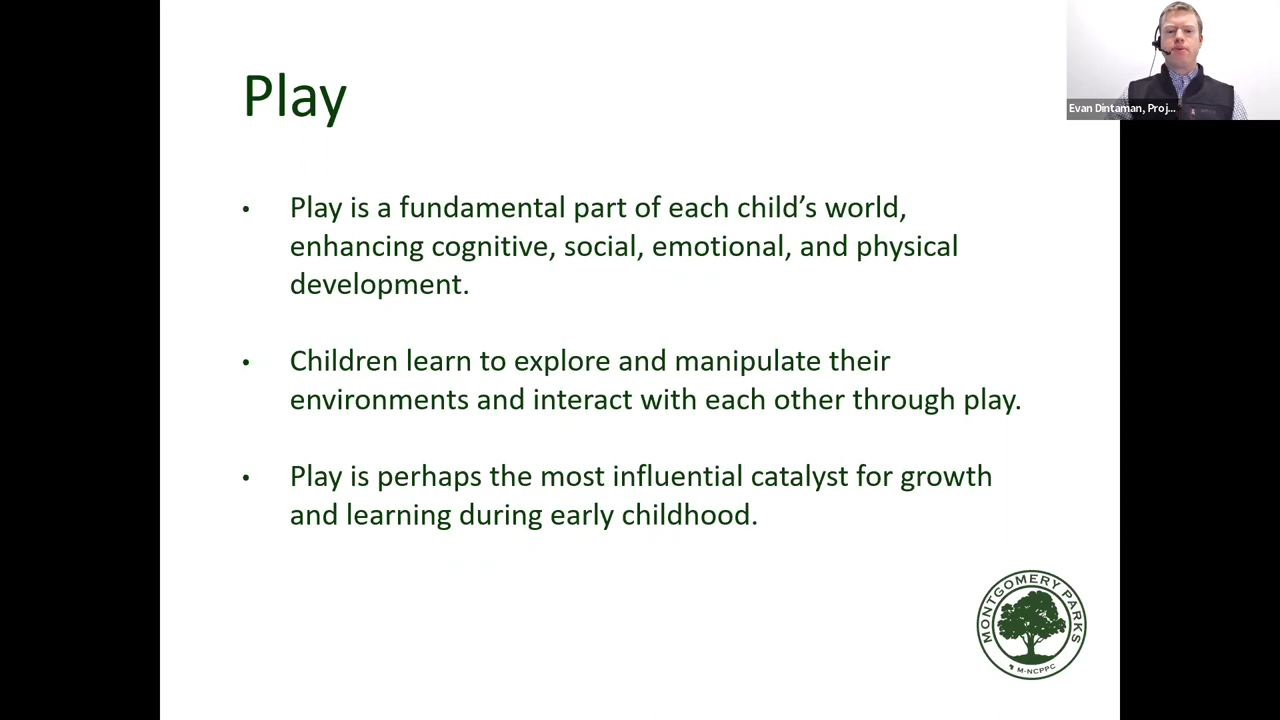 Play
Evan Dintaman, Proj...
• Play is a fundamental part of each child’s world,
enhancing cognitive, social, emotional, and physical
development.
• Children learn to explore and manipulate their
environments and interact with each other through play.
• Play is perhaps the most influential catalyst for growth
and learning during early childhood.
MONTGOMERY PARKS
M-NCPPC